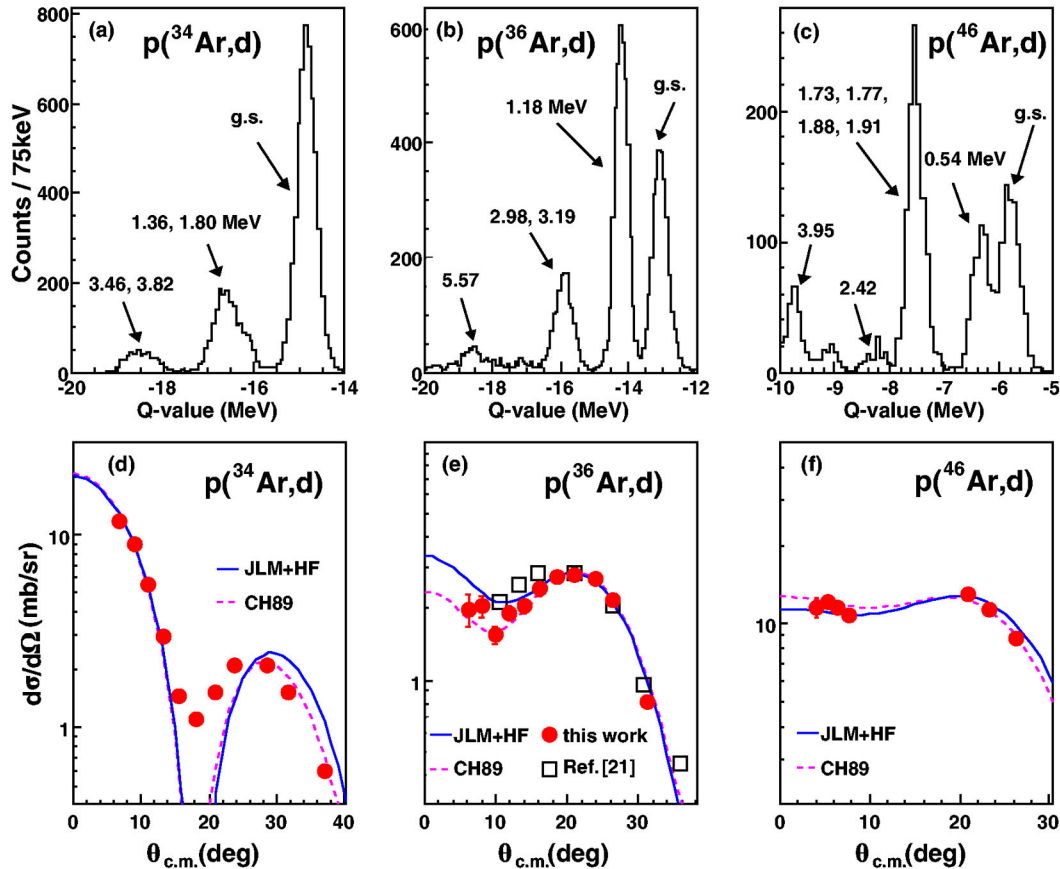 (a)
p(³⁴Ar,d)
g.s.
1.36, 1.80 MeV
3.46, 3.82
Counts / 75keV
800
600
400
200
0
-20
-18
-16
-14
Q-value (MeV)
(b)
p(³⁶Ar,d)
1.18 MeV
g.s.
2.98, 3.19
5.57
600
400
200
0
-20
-18
-16
-14
-12
Q-value (MeV)
(c)
p(⁴⁶Ar,d)
1.73, 1.77,
1.88, 1.91
g.s.
0.54 MeV
3.95
2.42
200
100
0
-10
-9
-8
-7
-6
-5
Q-value (MeV)
(d)
p(³⁴Ar,d)
JLM+HF
CH89
dσ/dΩ (mb/sr)
10
1
0
10
20
30
40
θc.m.(deg)
(e)
p(³⁶Ar,d)
JLM+HF
this work
CH89
Ref.[21]
1
0
10
20
30
θc.m.(deg)
(f)
p(⁴⁶Ar,d)
JLM+HF
CH89
10
0
10
20
30
θc.m.(deg)